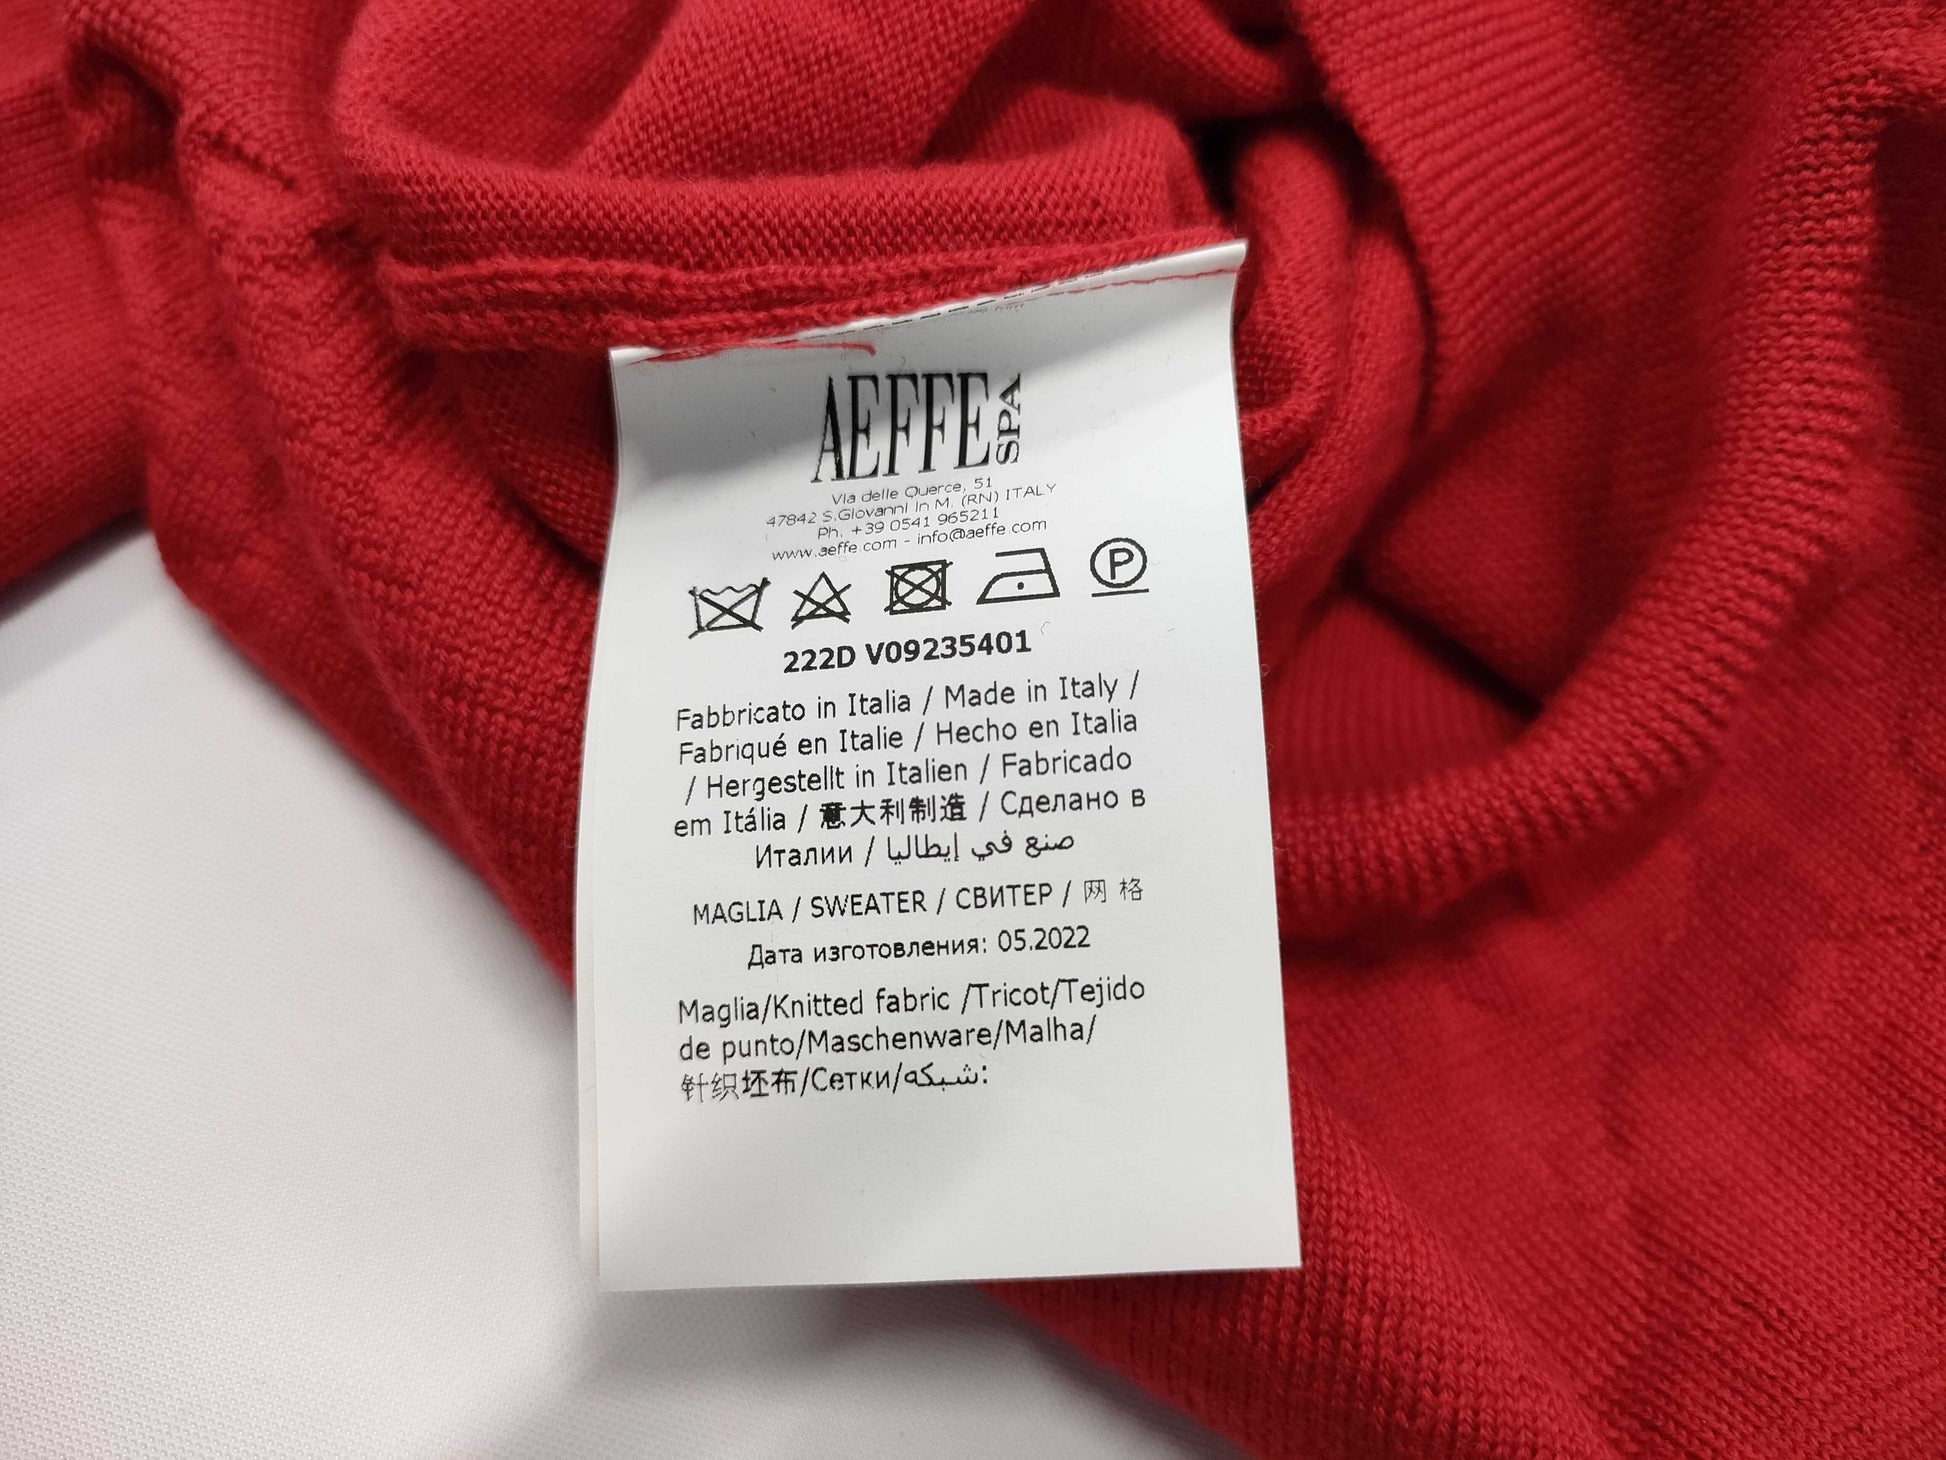 AEFFE SPA
Via delle Querce, 51
47842 S.Giovanni in M. (RN) ITALY
Ph. +39 0541 965211
www.aeffe.com - info@aeffe.com
P
222D V09235401
Fabbricato in Italia / Made in Italy /
Fabriqué en Italie / Hecho en Italia
/ Hergestellt in Italien / Fabricado
em Itália / 意大利制造 / Сделано в
Италии / صنع في إيطاليا
MAGLIA / SWEATER / СВИТЕР / 网 格
Дата изготовления: 05.2022
Maglia/Knitted fabric /Tricot/Tejido
de punto/Maschenware/Malha/
针织坯布/Сетки/شبكه: